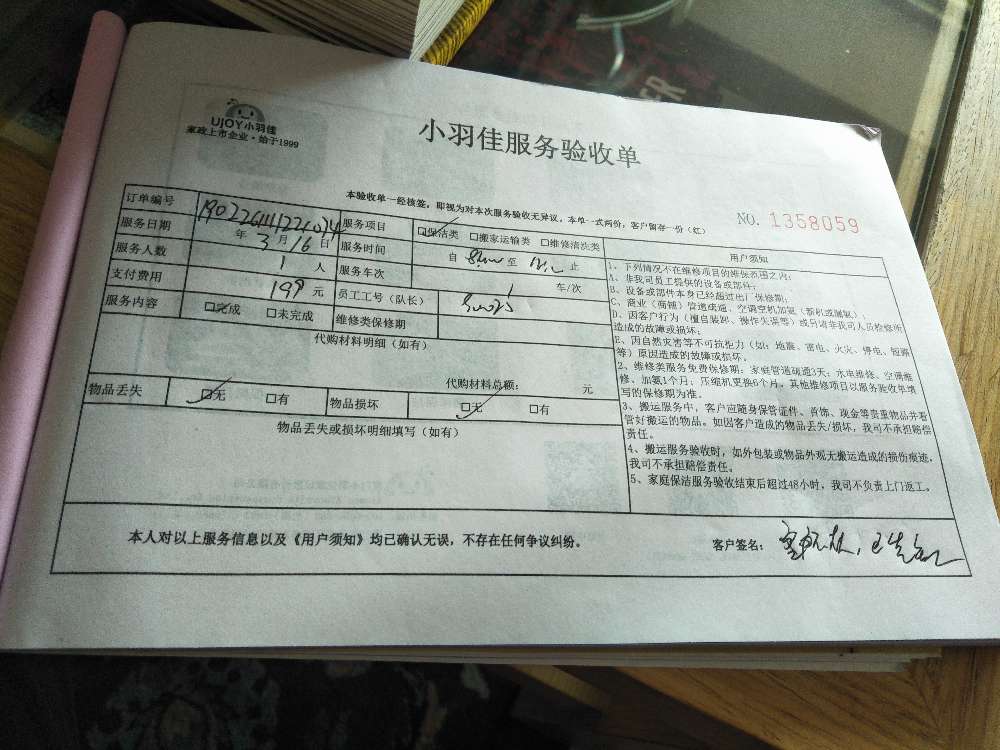 UJOY小羽佳
家政上市企业·始于1999
小羽佳服务验收单
本验收单一经核签，即视为对本次服务验收无异议，本单一式两份，客户留存一份（红）
NO. 1358059
订单编号
服务项目 □保洁类 □搬家运输类 □维修清洗类
服务日期 年 3 月 16 日
服务时间 自 至 止
服务人数 1 人
服务车次 1 车/次
支付费用 199 元
员工工号（队长）
服务内容 □完成 □未完成
维修类保修期
代购材料明细（如有）
代购材料总额： 元
物品丢失 □无 □有 物品损坏 □无 □有
物品丢失或损坏明细填写（如有）
用户须知
1、下列情况不在维修项目的维保范围之内：
A、非我司员工提供的设备或部件；
B、设备或部件本身已经超过出厂保修期；
C、商业（商铺）管道疏通、空调空机加氨（新机或漏氨）；
D、因客户行为（擅自装卸、操作失误等）或另请非我司人员检修所
造成的故障或损坏；
E、因自然灾害等不可抗拒力（如：地震、雷电、火灾、停电、短路
等）原因造成的故障或损坏。
2、维修类服务免费保修期：家庭管道疏通3天；水电维修、空调维
修、加氨1个月；压缩机更换6个月。其他维修项目以服务验收单填
写的保修期为准。
3、搬运服务中，客户应随身保管证件、首饰、现金等贵重物品并看
管好搬运的物品。如因客户造成的物品丢失/损坏，我司不承担赔偿
责任。
4、搬运服务验收时，如外包装或物品外观无搬运造成的损伤痕迹，
我司不承担赔偿责任。
5、家庭保洁服务验收结束后超过48小时，我司不负责上门返工。
本人对以上服务信息以及《用户须知》均已确认无误，不存在任何争议纠纷。
客户签名：